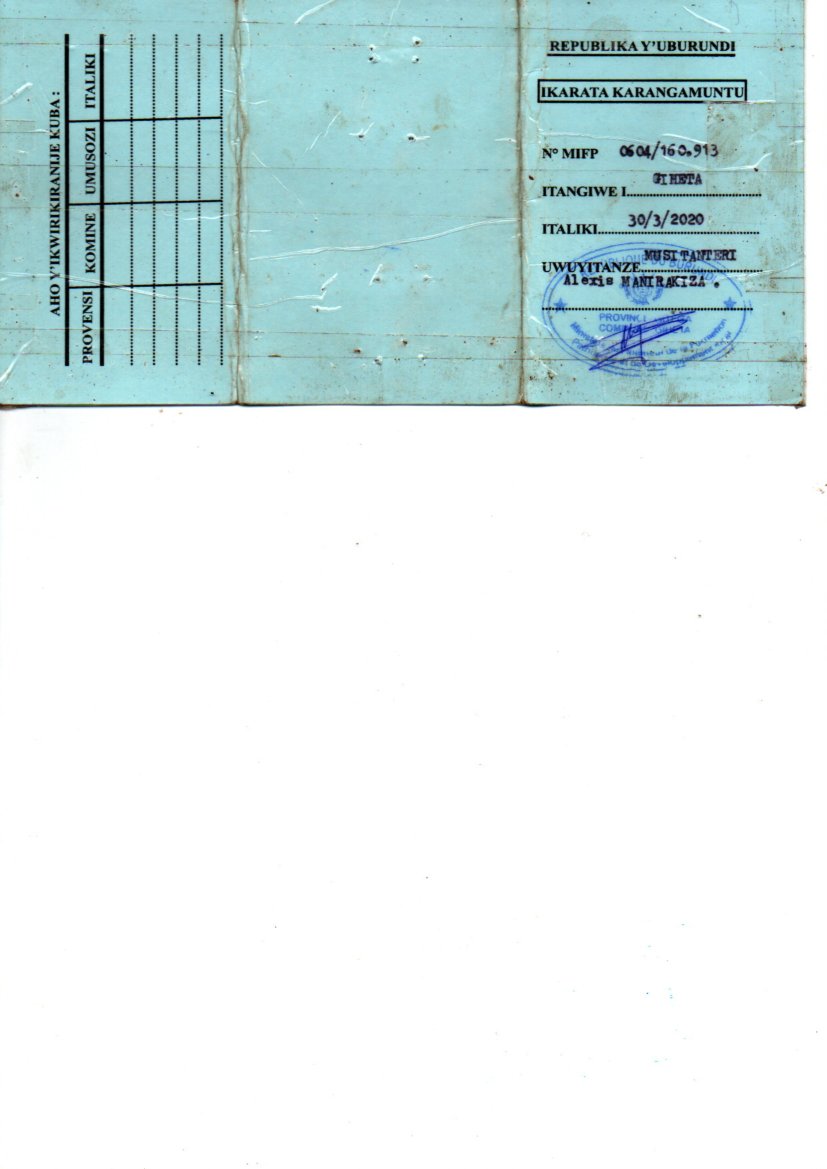 AHO Y'IKWIRIKIRANIJE KUBA :
PROVENSI KOMINE UMUSOZI ITALIKI
REPUBLIKA Y'UBURUNDI
IKARATA KARANGAMUNTU
N° MIFP 0604/160.913
ITANGIWE I GIHETA
ITALIKI 30/3/2020
UWUYITANZE MUSITANTERI
Alexis MANIRAKIZA .
PROVINCE